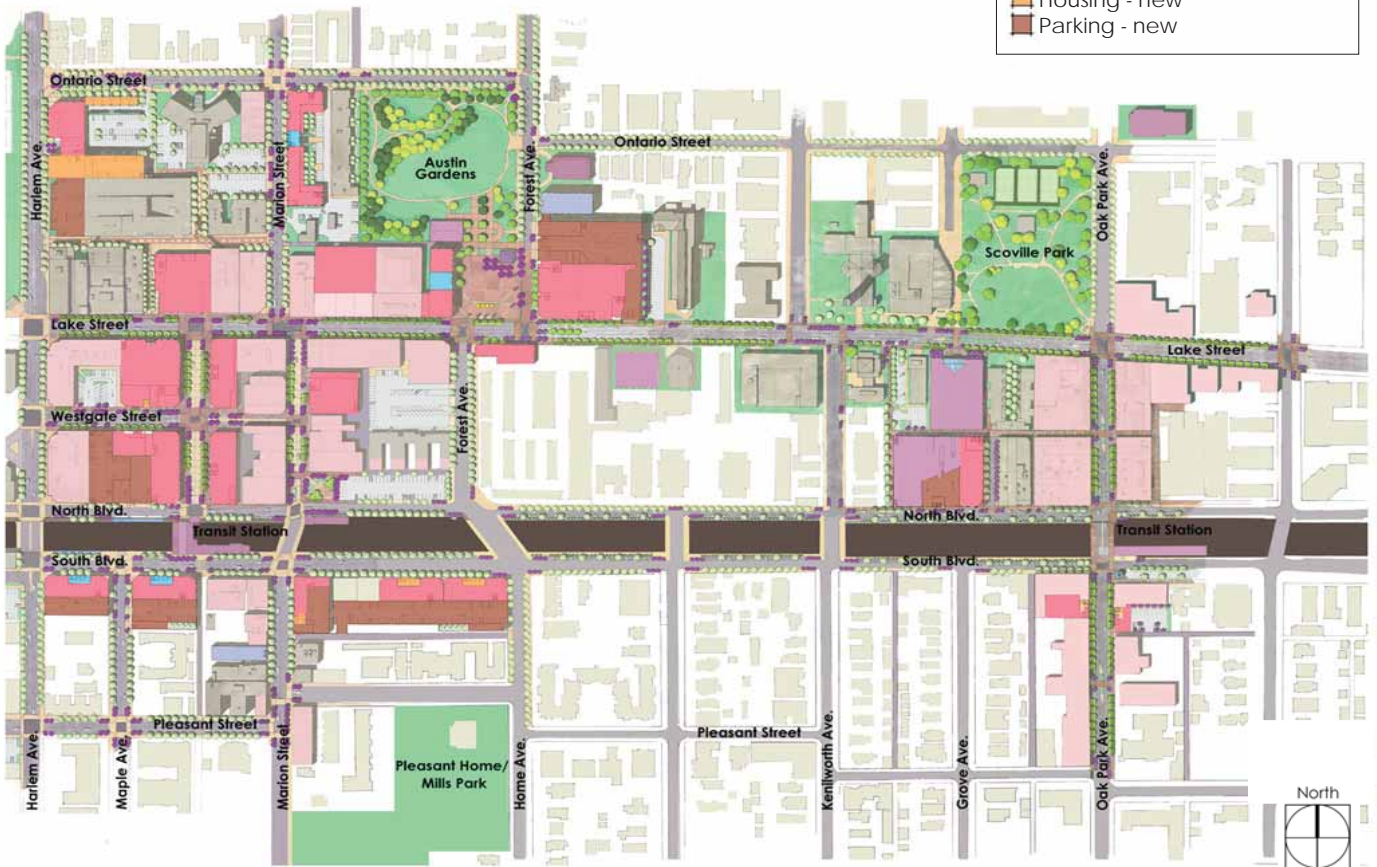 Housing - new
Parking - new
Ontario Street
Harlem Ave.
Marion Street
Austin
Gardens
Forest Ave.
Ontario Street
Scoville Park
Oak Park Ave.
Lake Street
Lake Street
Westgate Street
Forest Ave.
North Blvd.
Transit Station
South Blvd.
North Blvd.
Transit Station
South Blvd.
Harlem Ave.
Maple Ave.
Pleasant Street
Marion Street
Pleasant Home/
Mills Park
Home Ave.
Pleasant Street
Kenilworth Ave.
Grove Ave.
Oak Park Ave.
North